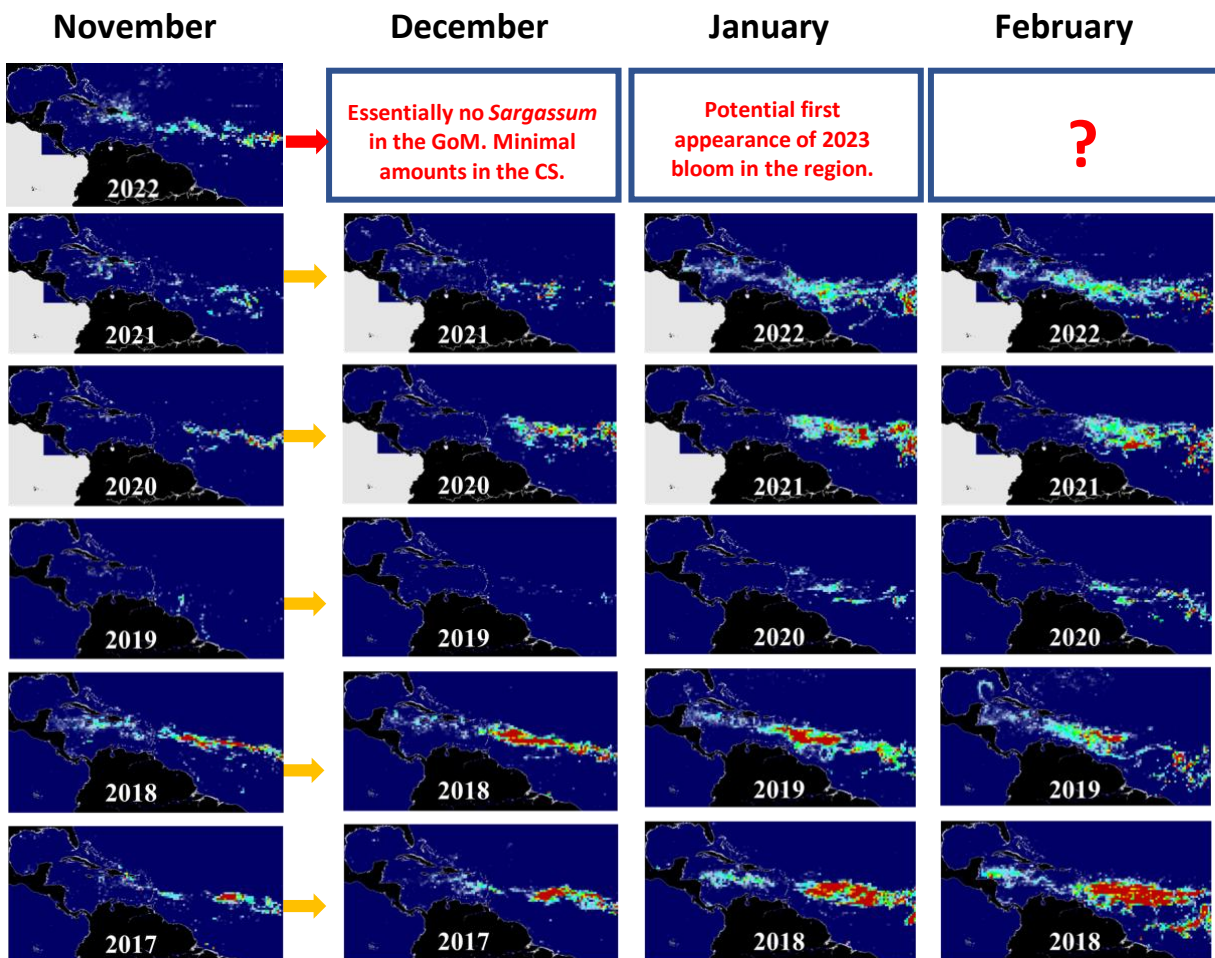 November
December
January
February
2022
Essentially no Sargassum
in the GoM. Minimal
amounts in the CS.
Potential first
appearance of 2023
bloom in the region.
?
2021
2021
2022
2022
2020
2020
2021
2021
2019
2019
2020
2020
2018
2018
2019
2019
2017
2017
2018
2018